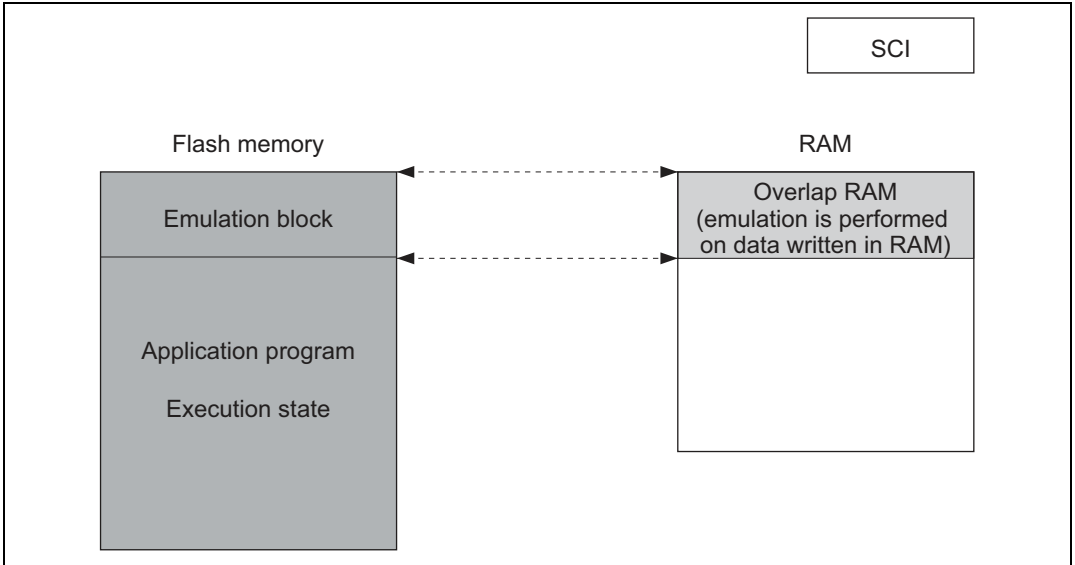 SCI
Flash memory
RAM
Emulation block
Overlap RAM
(emulation is performed
on data written in RAM)
Application program
Execution state